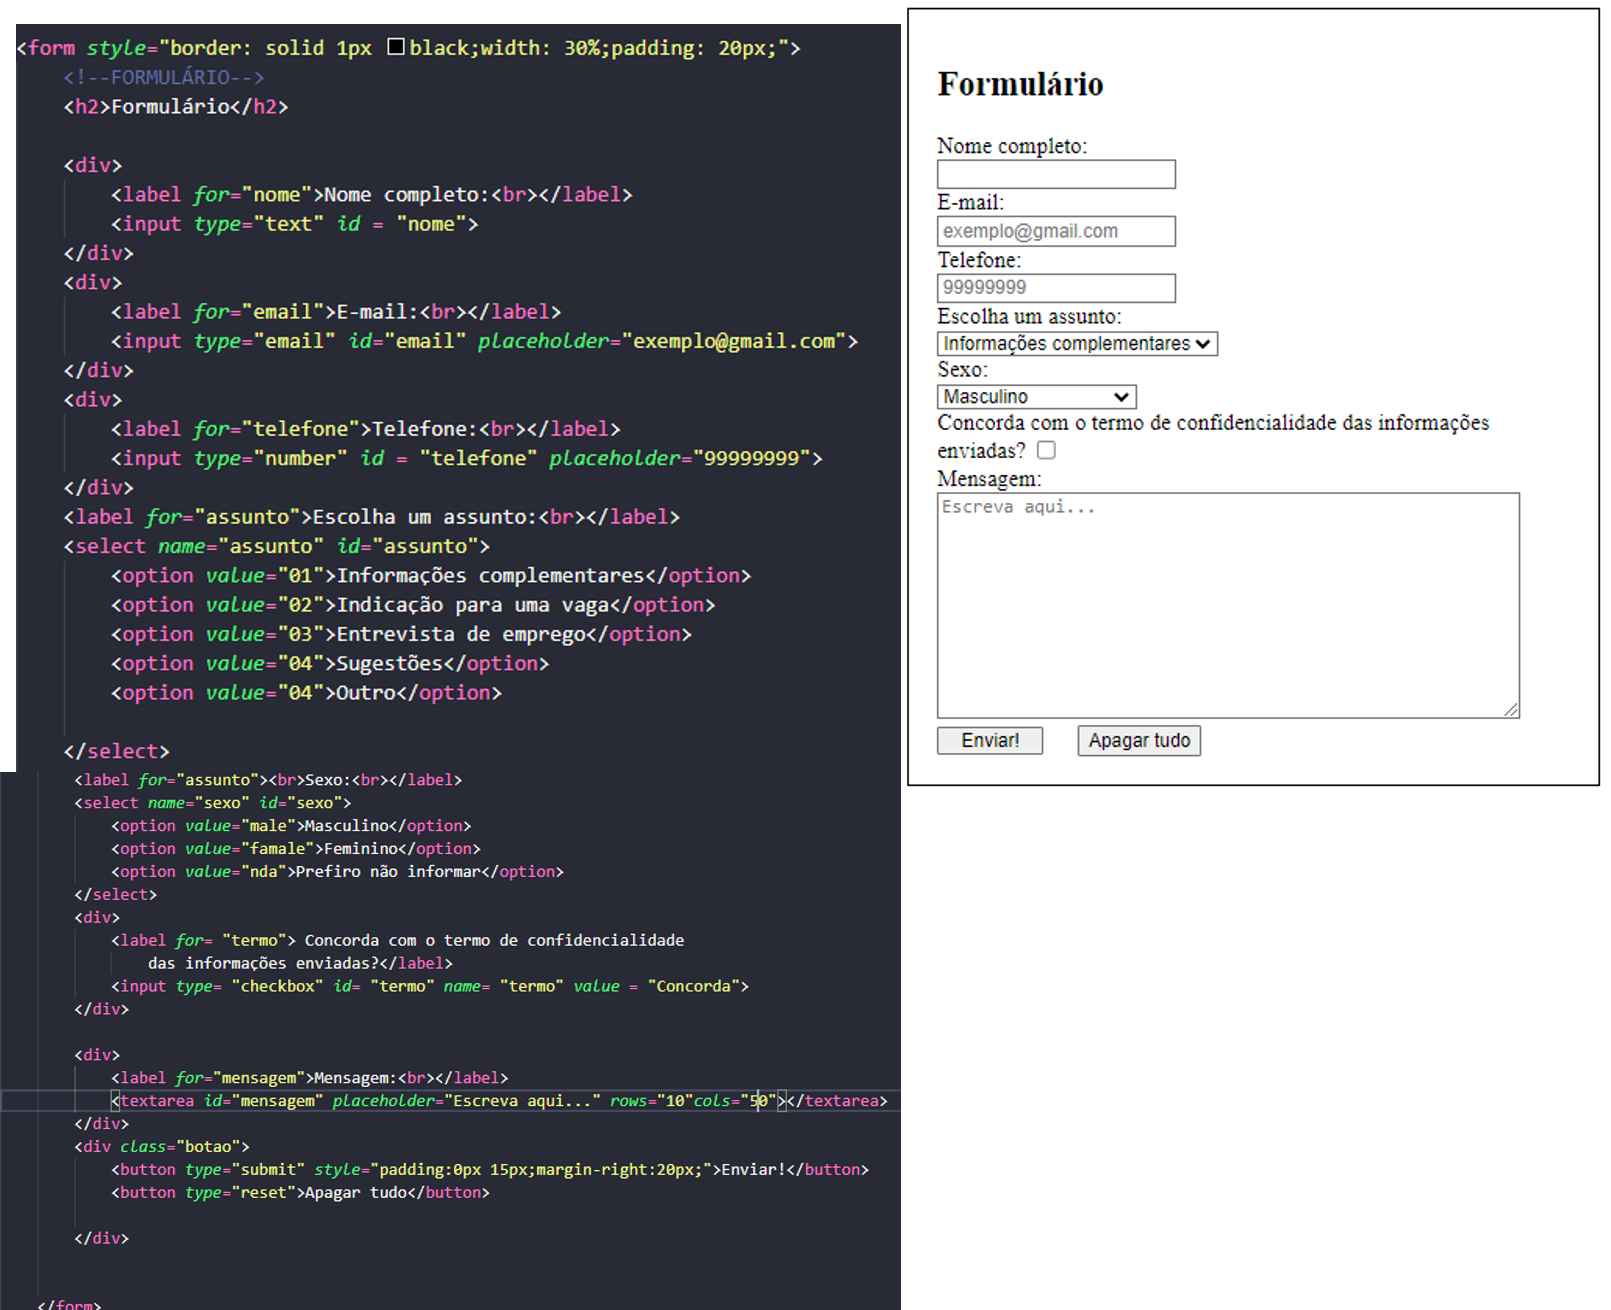 <form style="border: solid 1px black;width: 30%;padding: 20px;">
<!--FORMULÁRIO-->
<h2>Formulário</h2>
<div>
<label for="nome">Nome completo:<br></label>
<input type="text" id = "nome">
</div>
<div>
<label for="email">E-mail:<br></label>
<input type="email" id="email" placeholder="exemplo@gmail.com">
</div>
<div>
<label for="telefone">Telefone:<br></label>
<input type="number" id = "telefone" placeholder="99999999">
</div>
<label for="assunto">Escolha um assunto:<br></label>
<select name="assunto" id="assunto">
<option value="01">Informações complementares</option>
<option value="02">Indicação para uma vaga</option>
<option value="03">Entrevista de emprego</option>
<option value="04">Sugestões</option>
<option value="04">Outro</option>
</select>
<label for="assunto"><br>Sexo:<br></label>
<select name="sexo" id="sexo">
<option value="male">Masculino</option>
<option value="famale">Feminino</option>
<option value="nda">Prefiro não informar</option>
</select>
<div>
<label for= "termo"> Concorda com o termo de confidencialidade
das informações enviadas?</label>
<input type= "checkbox" id= "termo" name= "termo" value = "Concorda">
</div>
<div>
<label for="mensagem">Mensagem:<br></label>
<textarea id="mensagem" placeholder="Escreva aqui..." rows="10"cols="50"></textarea>
</div>
<div class="botao">
<button type="submit" style="padding:0px 15px;margin-right:20px;">Enviar!</button>
<button type="reset">Apagar tudo</button>
</div>
</form>
Formulário
Nome completo:
E-mail:
exemplo@gmail.com
Telefone:
99999999
Escolha um assunto:
Informações complementares
Sexo:
Masculino
Concorda com o termo de confidencialidade das informações
enviadas?
Mensagem:
Escreva aqui...
Enviar! Apagar tudo